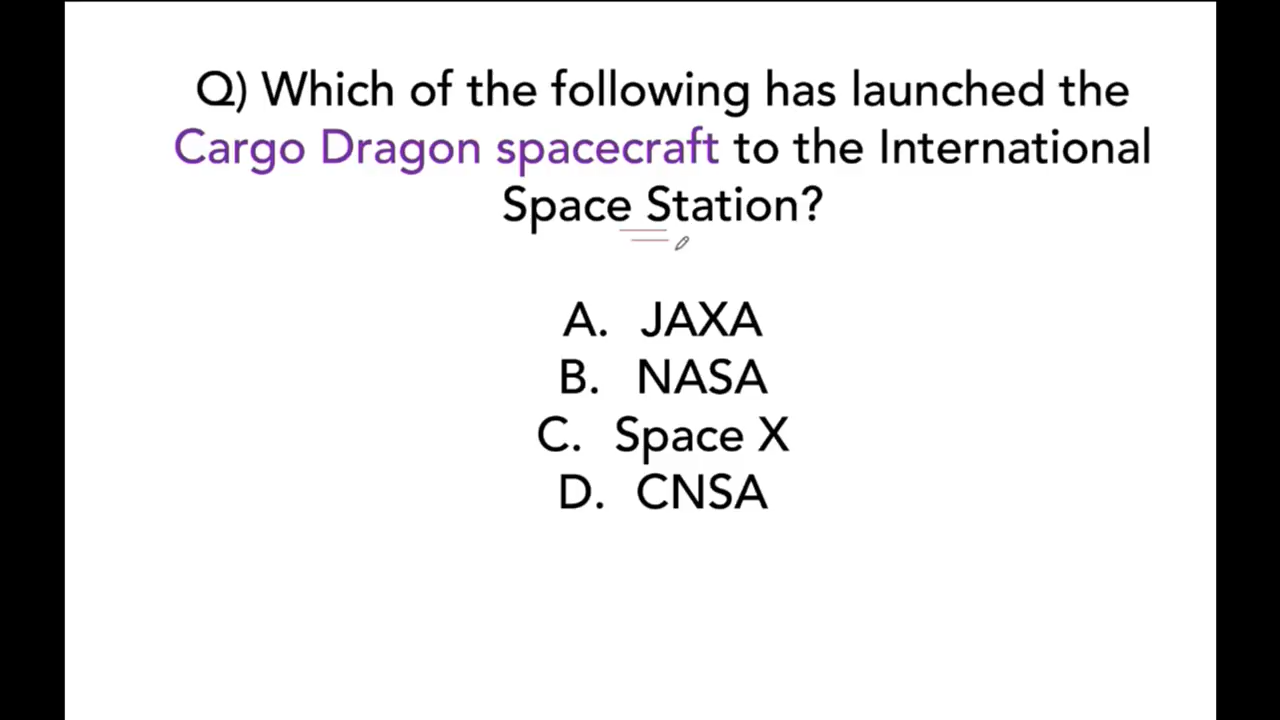 Q) Which of the following has launched the
Cargo Dragon spacecraft to the International
Space Station?
A. JAXA
B. NASA
C. Space X
D. CNSA